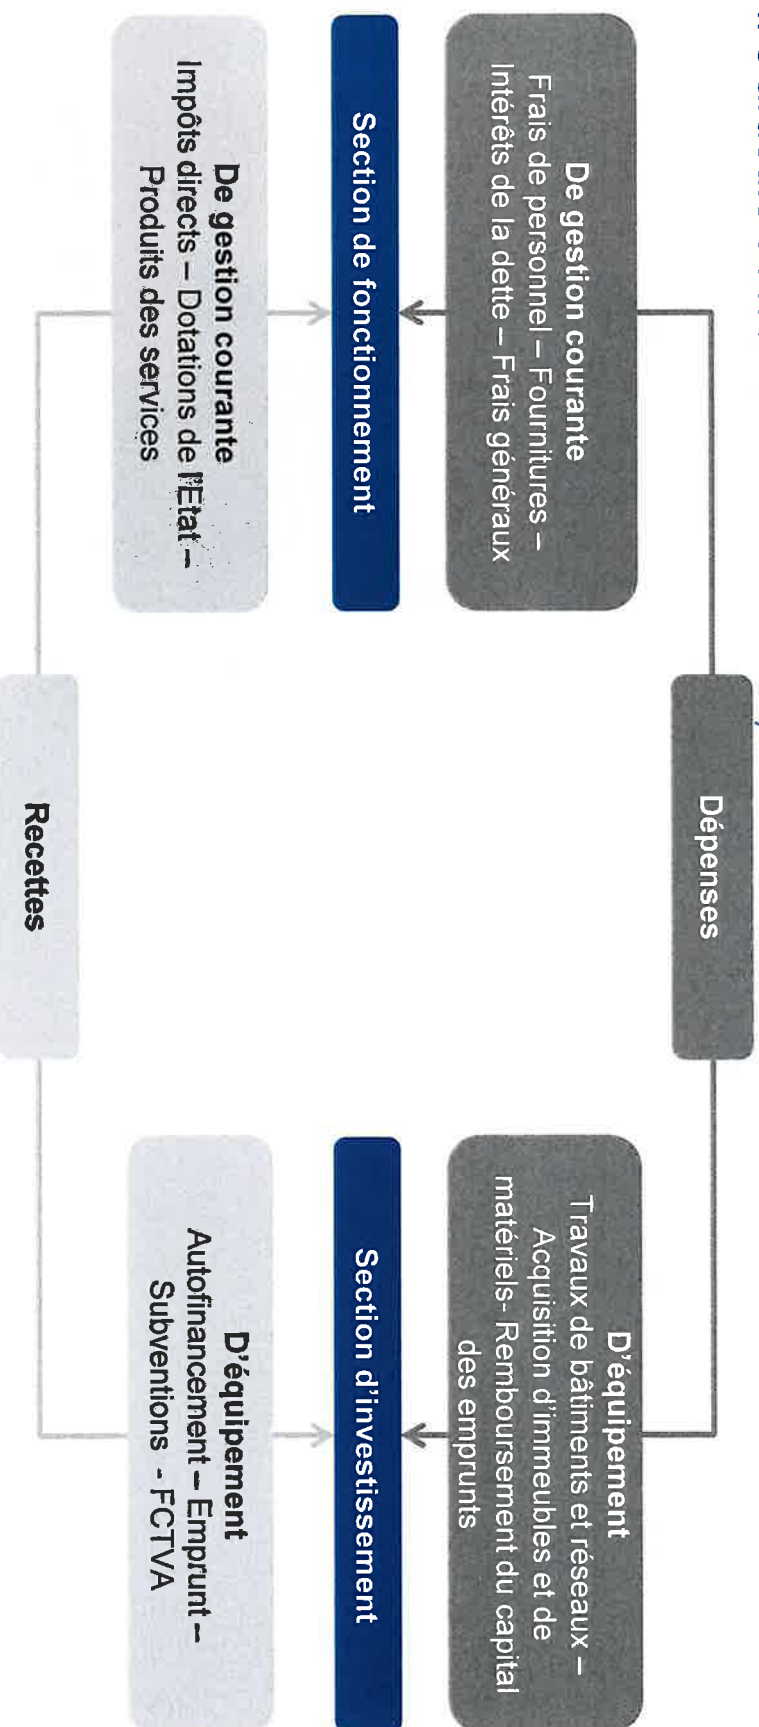 Dépenses
De gestion courante
Frais de personnel – Fournitures –
Intérêts de la dette – Frais généraux
D'équipement
Travaux de bâtiments et réseaux –
Acquisition d'immeubles et de
matériels- Remboursement du capital
des emprunts
Section de fonctionnement
Section d'investissement
De gestion courante
Impôts directs – Dotations de l'Etat –
Produits des services
D'équipement
Autofinancement – Emprunt –
Subventions - FCTVA
Recettes